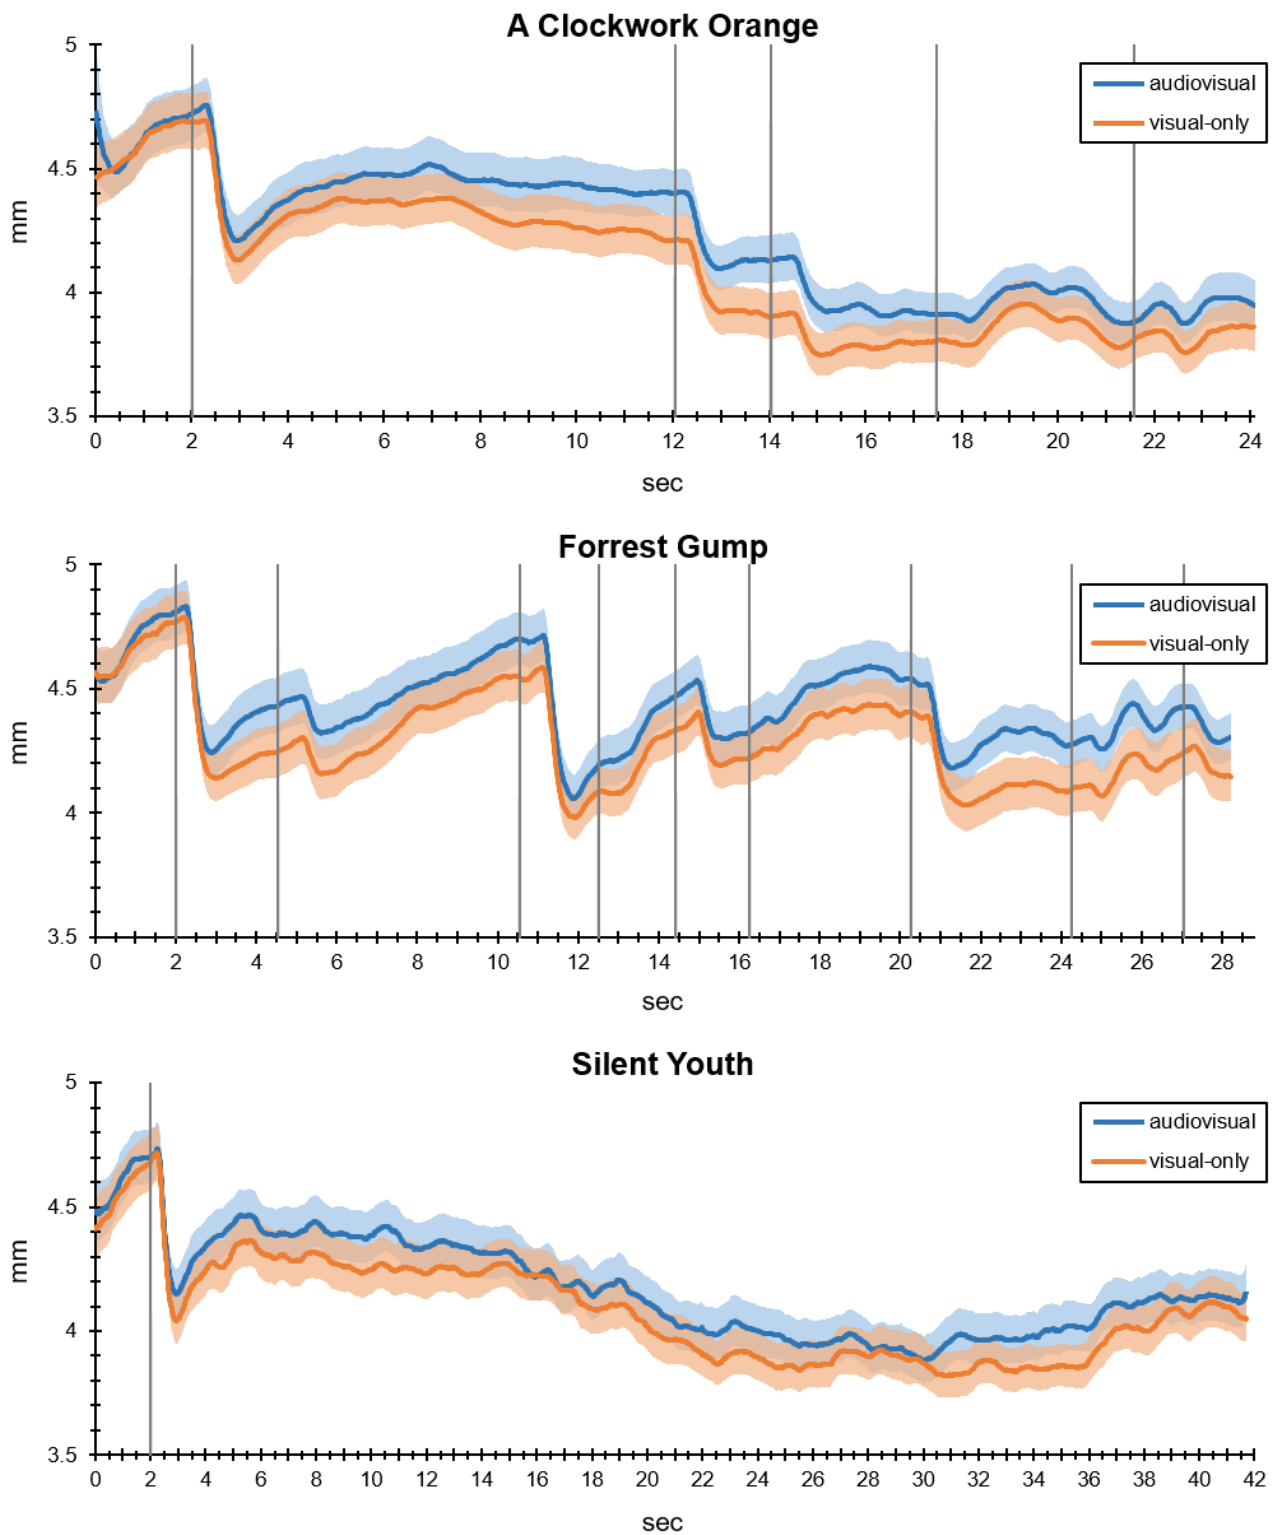 A Clockwork Orange
5
4.5
4
3.5
mm
audiovisual
visual-only
0 2 4 6 8 10 12 14 16 18 20 22 24
sec
Forrest Gump
5
4.5
4
3.5
mm
audiovisual
visual-only
0 2 4 6 8 10 12 14 16 18 20 22 24 26 28
sec
Silent Youth
5
4.5
4
3.5
mm
audiovisual
visual-only
0 2 4 6 8 10 12 14 16 18 20 22 24 26 28 30 32 34 36 38 40 42
sec